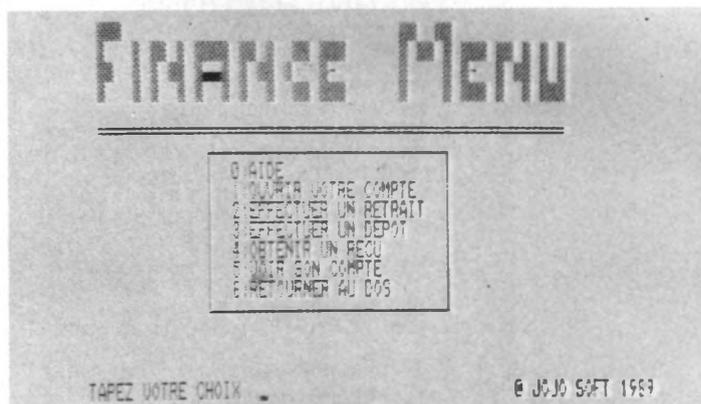 FINANCE MENU
0 AIDE
1 OUVRIR VOTRE COMPTE
2 EFFECTUER UN RETRAIT
3 EFFECTUER UN DEPOT
4 OBTENIR UN RECU
5 VOIR SON COMPTE
6 RETOURNER AU DOS
TAPEZ VOTRE CHOIX
@ JOJO SOFT 1989